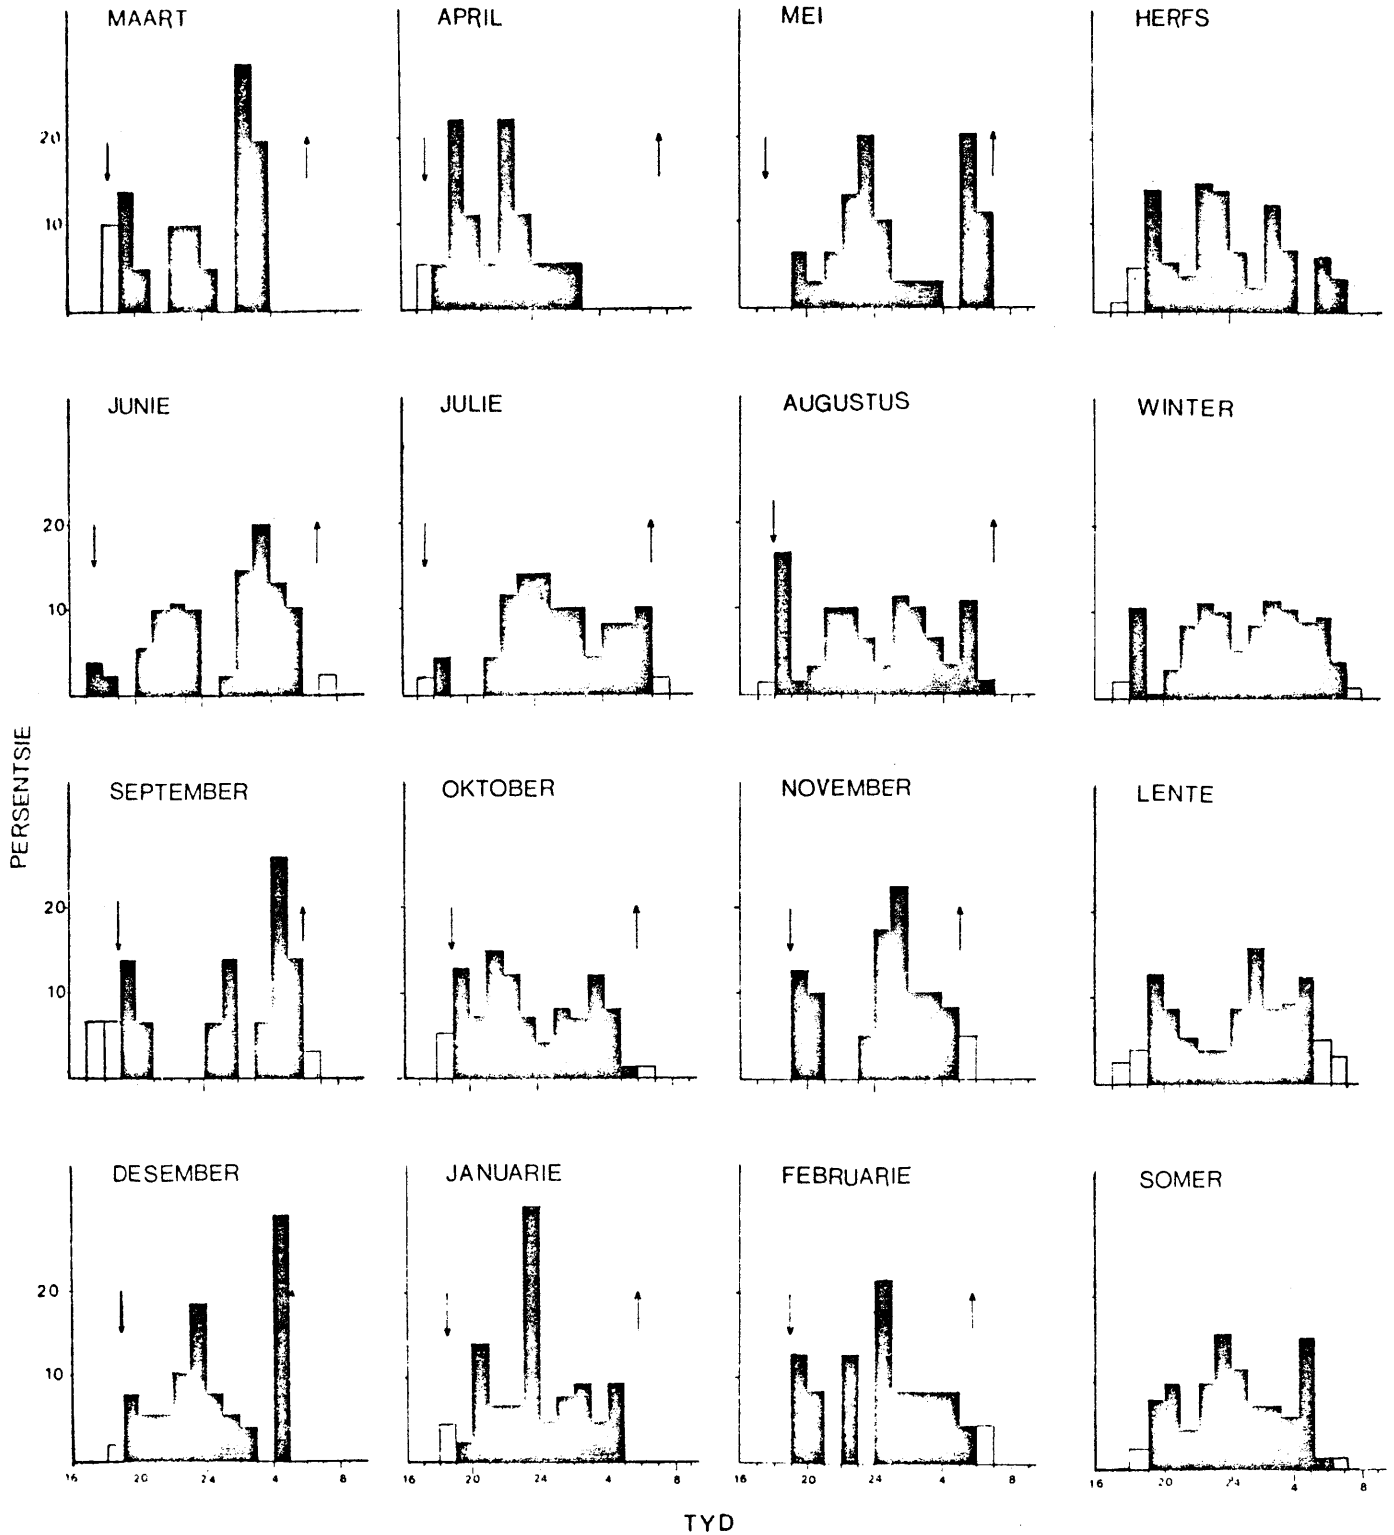 MAART APRIL MEI HERFS
20
10
JUNIE JULIE AUGUSTUS WINTER
20
10
PERSENTSIE
SEPTEMBER OKTOBER NOVEMBER LENTE
20
10
DESEMBER JANUARIE FEBRUARIE SOMER
20
10
16 20 24 4 8 16 20 24 4 8 16 20 24 4 8 16 20 24 4 8
TYD